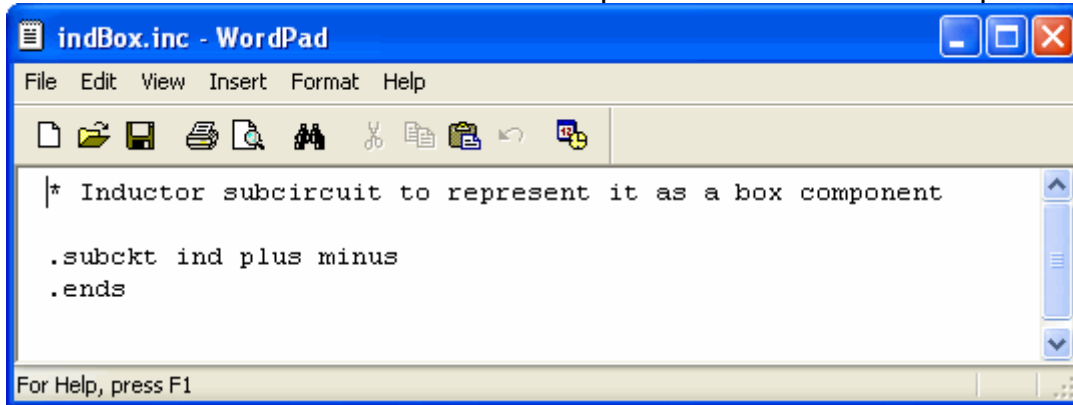 indBox.inc - WordPad
File Edit View Insert Format Help
* Inductor subcircuit to represent it as a box component
.subckt ind plus minus
.ends
For Help, press F1